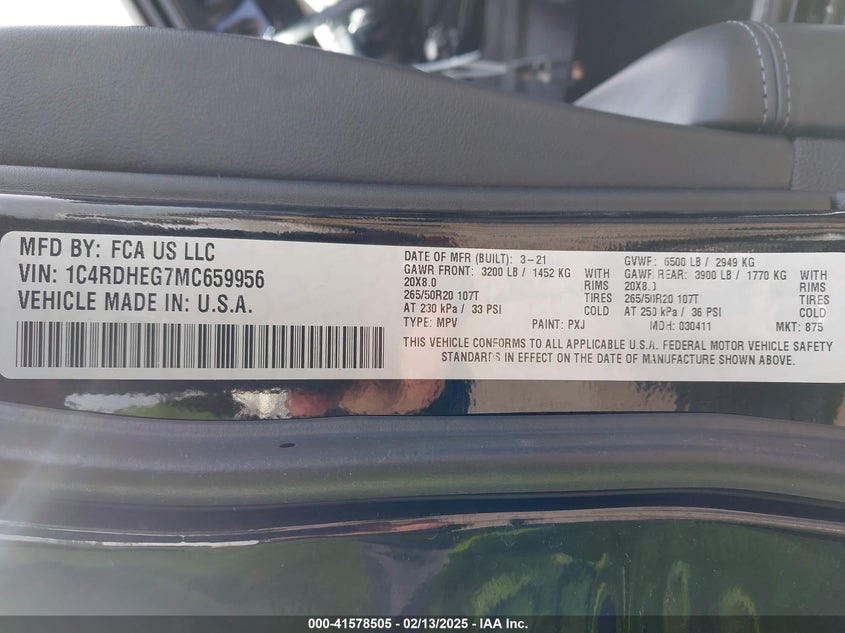 MFD BY: FCA US LLC
VIN: 1C4RDHEG7MC659956
VEHICLE MADE IN: U.S.A.
DATE OF MFR (BUILT): 3-21
GVWF: 6500 LB / 2949 KG
GAWR FRONT: 3200 LB / 1452 KG WITH
GAWR REAR: 3900 LB / 1770 KG WITH
20X8.0 RIMS
20X8.0 RIMS
265/50R20 107T TIRES
265/50R20 107T TIRES
AT 230 kPa / 33 PSI COLD
AT 250 kPa / 36 PSI COLD
TYPE: MPV PAINT: PXJ MDH: 030411 MKT: 875
THIS VEHICLE CONFORMS TO ALL APPLICABLE U.S.A. FEDERAL MOTOR VEHICLE SAFETY
STANDARDS IN EFFECT ON THE DATE OF MANUFACTURE SHOWN ABOVE.
000-41578505 - 02/13/2025 - IAA Inc.